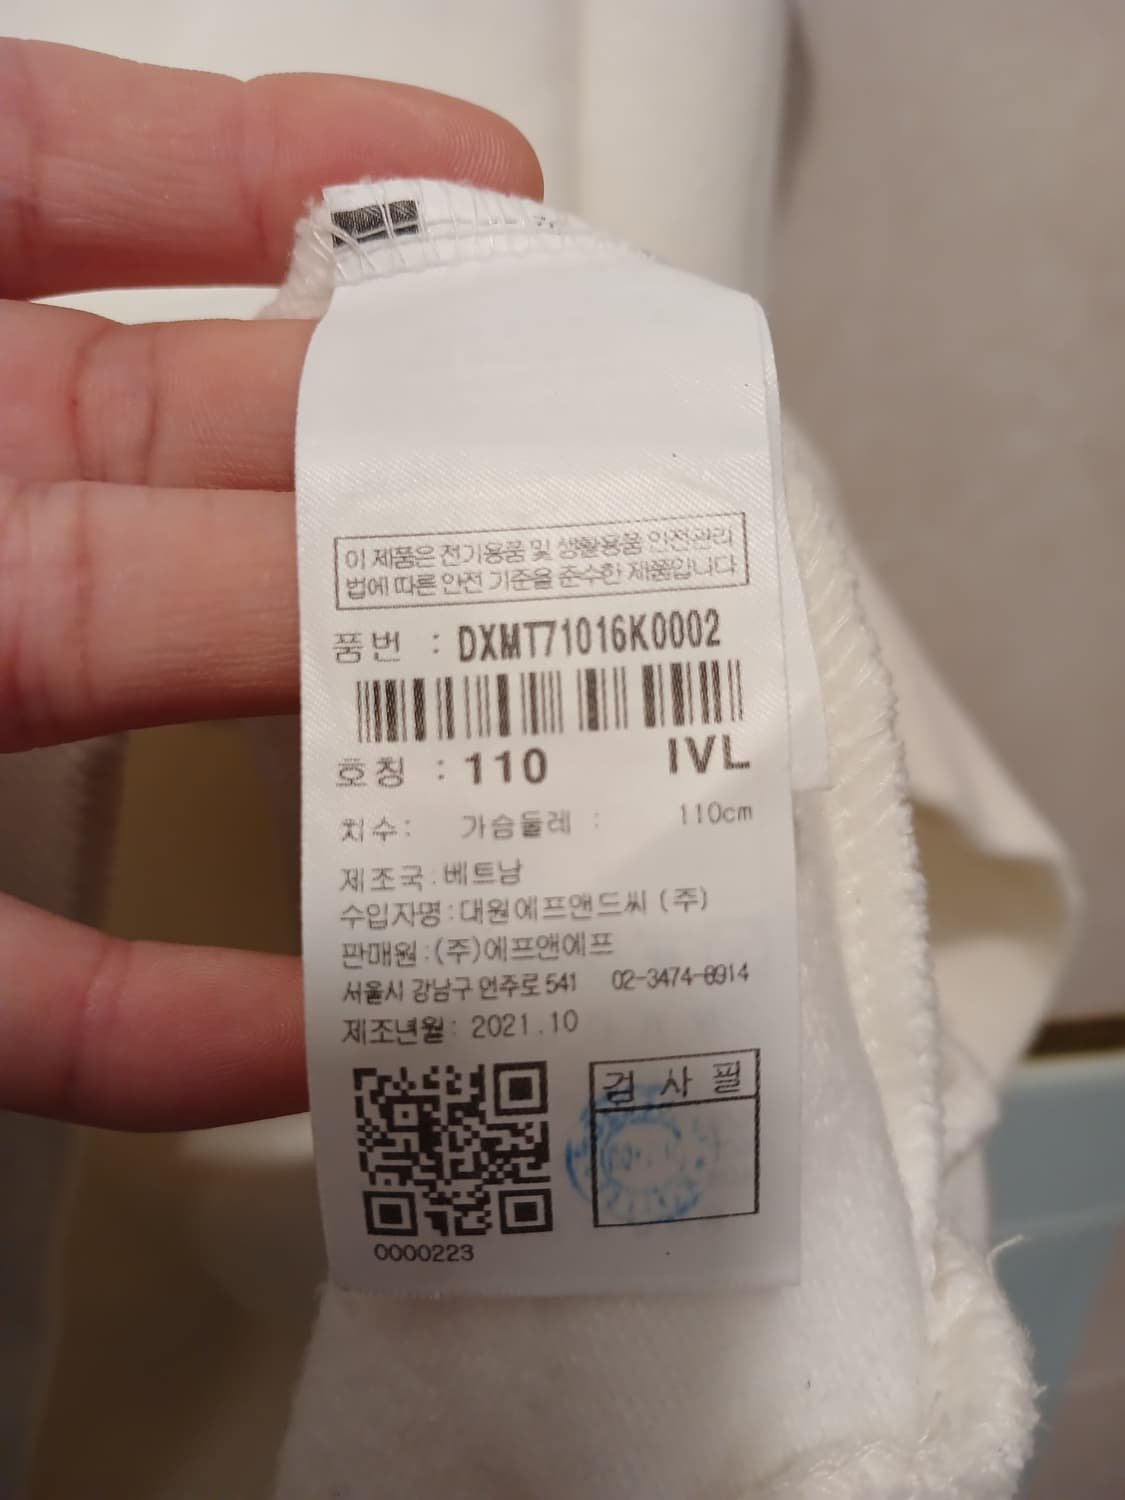 이 제품은 전기용품 및 생활용품 안전관리
법에 따른 안전 기준을 준수한 제품입니다
품번 : DXMT71016K0002
호칭 : 110 IVL
치수: 가슴둘레 : 110cm
제조국:베트남
수입자명:대원에프앤드씨 (주)
판매원:(주)에프앤에프
서울시 강남구 언주로 541 02-3474-8914
제조년월: 2021.10
검사필
0000223